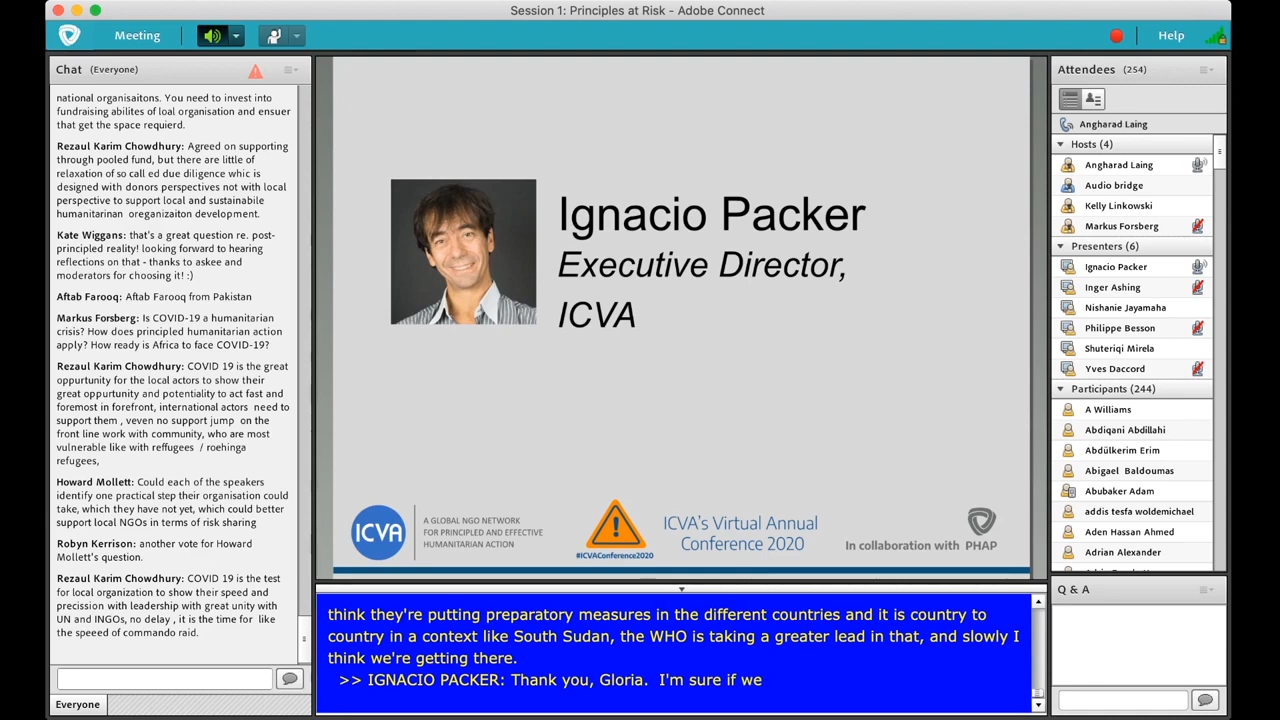 Session 1: Principles at Risk - Adobe Connect
Meeting
Help
Chat (Everyone)
national organisaitons. You need to invest into
fundraising abilites of loal organisation and ensuer
that get the space requierd.
Rezaul Karim Chowdhury: Agreed on supporting
through pooled fund, but there are little of
relaxation of so call ed due diligence whic is
designed with donors perspectives not with local
perspective to support local and sustainabile
humanitarinan oreganizaiton development.
Kate Wiggans: that's a great question re. post-
principled reality! looking forward to hearing
reflections on that - thanks to askee and
moderators for choosing it! :)
Aftab Farooq: Aftab Farooq from Pakistan
Markus Forsberg: Is COVID-19 a humanitarian
crisis? How does principled humanitarian action
apply? How ready is Africa to face COVID-19?
Rezaul Karim Chowdhury: COVID 19 is the great
opportunity for the local actors to show their
great oppurtunity and potentiality to act fast and
foremost in forefront, international actors need to
support them , veven no support jump on the
front line work with community, who are most
vulnerable like with reffugees / roehinga
refugees,
Howard Mollett: Could each of the speakers
identify one practical step their organisation could
take, which they have not yet, which could better
support local NGOs in terms of risk sharing
Robyn Kerrison: another vote for Howard
Mollett's question.
Rezaul Karim Chowdhury: COVID 19 is the test
for local organization to show their speed and
precission with leadership with great unity with
UN and INGOs, no delay , it is the time for like
the speeed of commando raid.
Everyone
Ignacio Packer
Executive Director,
ICVA
ICVA
A GLOBAL NGO NETWORK
FOR PRINCIPLED AND EFFECTIVE
HUMANITARIAN ACTION
#ICVAConference2020
ICVA's Virtual Annual
Conference 2020
In collaboration with PHAP
think they're putting preparatory measures in the different countries and it is country to
country in a context like South Sudan, the WHO is taking a greater lead in that, and slowly I
think we're getting there.
>> IGNACIO PACKER: Thank you, Gloria. I'm sure if we
Attendees (254)
Angharad Laing
Hosts (4)
Angharad Laing
Audio bridge
Kelly Linkowski
Markus Forsberg
Presenters (6)
Ignacio Packer
Inger Ashing
Nishanie Jayamaha
Philippe Besson
Shuteriqi Mirela
Yves Daccord
Participants (244)
A Williams
Abdiqani Abdillahi
Abdülkerim Erim
Abigael Baldoumas
Abubaker Adam
addis tesfa woldemichael
Aden Hassan Ahmed
Adrian Alexander
Q & A